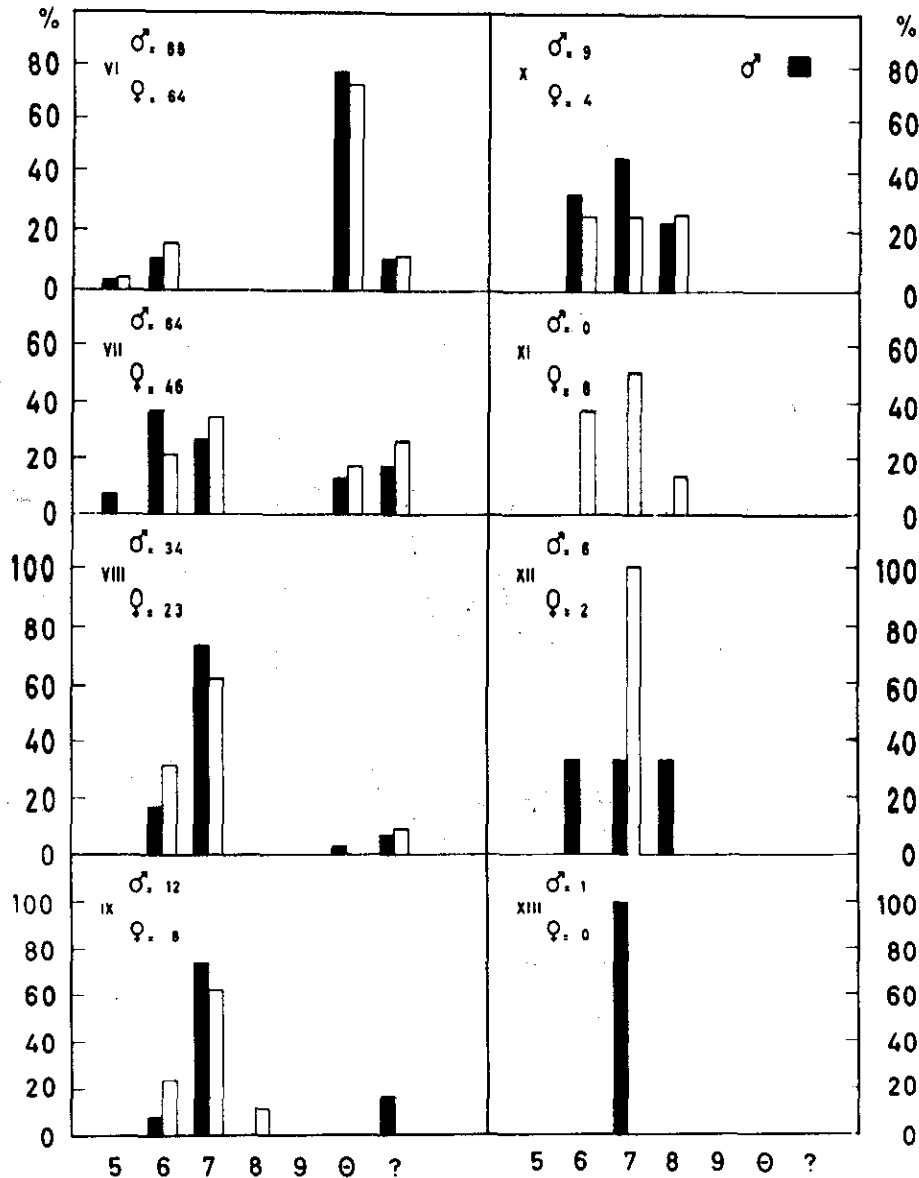 %
80
60
40
20
0
VI
♂ = 88
♀ = 64
60
40
20
0
VII
♂ = 64
♀ = 46
100
80
60
40
20
0
VIII
♂ = 34
♀ = 23
100
80
60
40
20
0
IX
♂ = 12
♀ = 8
5 6 7 8 9 Θ ?
X
♂ = 9
♀ = 4
♂
%
80
60
40
20
0
XI
♂ = 0
♀ = 8
60
40
20
0
XII
♂ = 6
♀ = 2
100
80
60
40
20
0
XIII
♂ = 1
♀ = 0
100
80
60
40
20
0
5 6 7 8 9 Θ ?